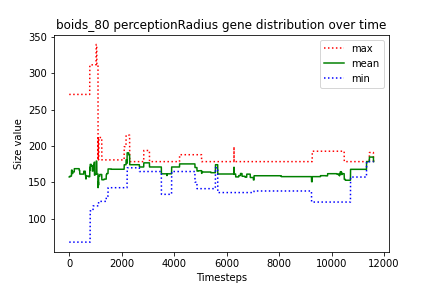 boids_80 perceptionRadius gene distribution over time
350
300
250
200
150
100
Size value
max
mean
min
0
2000
4000
6000
8000
10000
12000
Timesteps